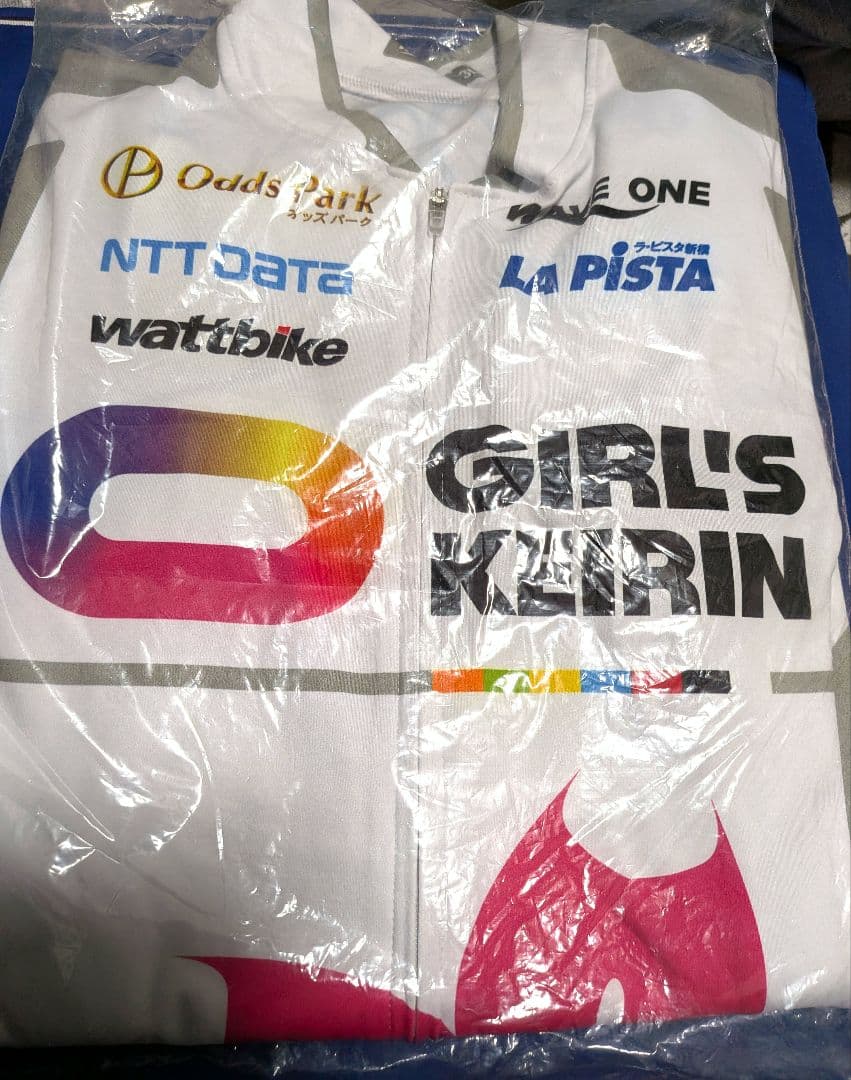 Odds Park
オッズパーク
NTT DATA
wattbike
WAVE ONE
ラ・ピスタ新橋
LA PISTA
GIRL'S
KEIRIN